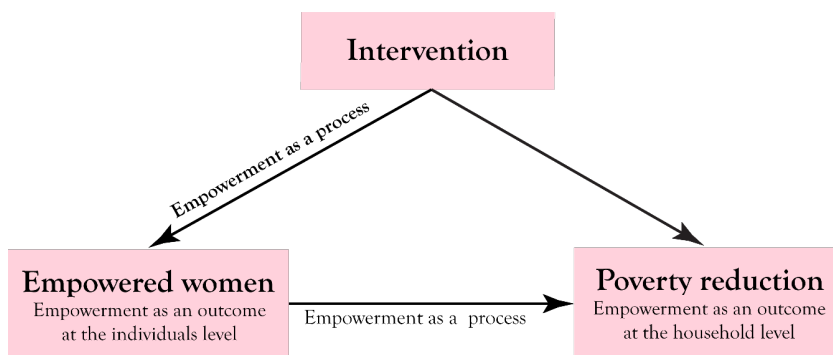 Intervention
Empowerment as a process
Empowered women
Empowerment as an outcome
at the individuals level
Empowerment as a process
Poverty reduction
Empowerment as an outcome
at the household level